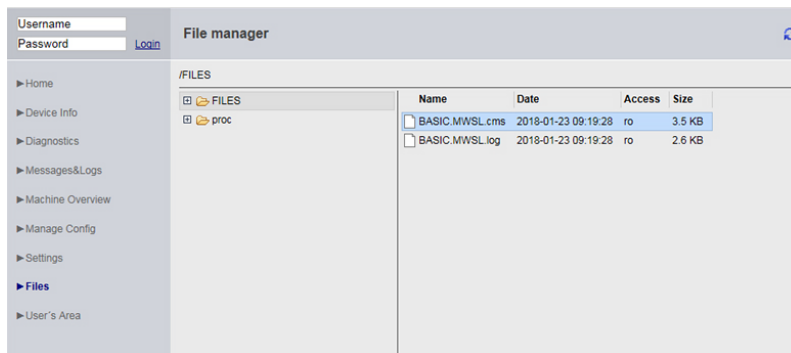 Username
Password Login
File manager
►Home
►Device Info
►Diagnostics
►Messages&Logs
►Machine Overview
►Manage Config
►Settings
►Files
►User´s Area
/FILES
FILES
proc
Name Date Access Size
BASIC.MWSL.cms 2018-01-23 09:19:28 ro 3.5 KB
BASIC.MWSL.log 2018-01-23 09:19:28 ro 2.6 KB